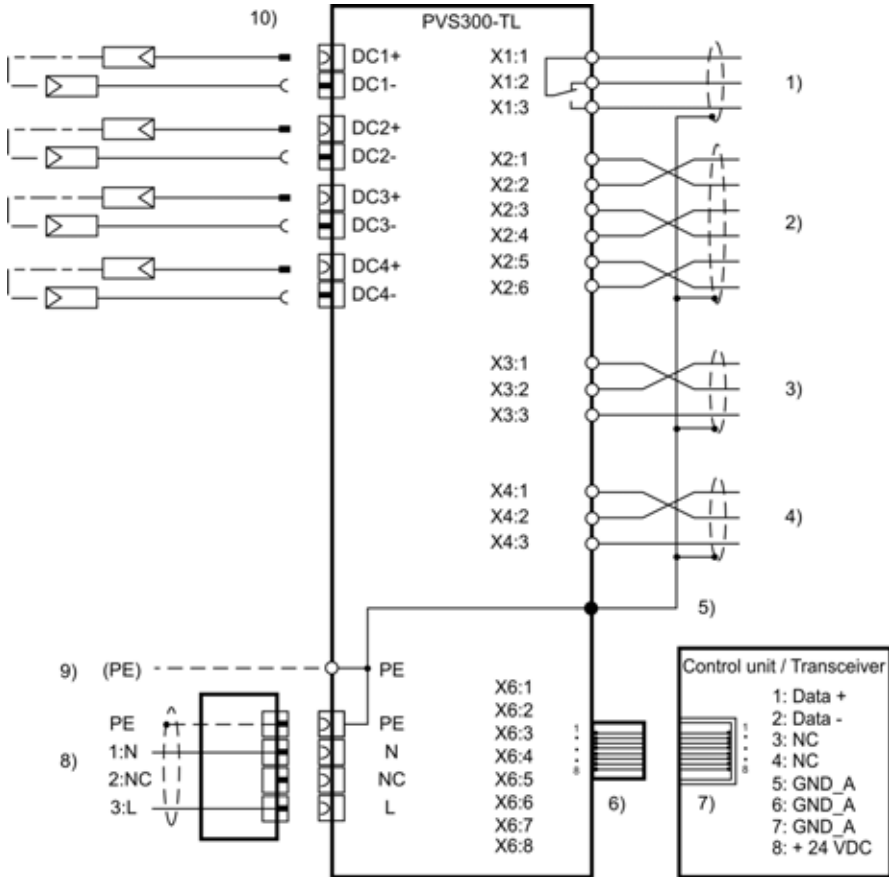 10)
PVS300-TL
DC1+
DC1-
DC2+
DC2-
DC3+
DC3-
DC4+
DC4-
X1:1
X1:2
X1:3
1)
X2:1
X2:2
X2:3
X2:4
X2:5
X2:6
2)
X3:1
X3:2
X3:3
3)
X4:1
X4:2
X4:3
4)
5)
9) (PE)
PE
PE
1:N
2:NC
3:L
8)
PE
N
NC
L
X6:1
X6:2
X6:3
X6:4
X6:5
X6:6
X6:7
X6:8
6)
Control unit / Transceiver
1: Data +
2: Data -
3: NC
4: NC
5: GND_A
6: GND_A
7: GND_A
8: + 24 VDC
7)